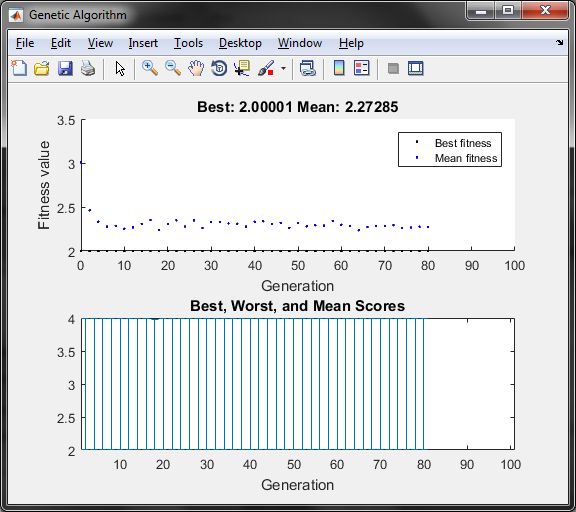 Genetic Algorithm
File Edit View Insert Tools Desktop Window Help
Best: 2.00001 Mean: 2.27285
3.5
3
2.5
2
Fitness value
Best fitness
Mean fitness
0 10 20 30 40 50 60 70 80 90 100
Generation
Best, Worst, and Mean Scores
4
3.5
3
2.5
2
10 20 30 40 50 60 70 80 90 100
Generation